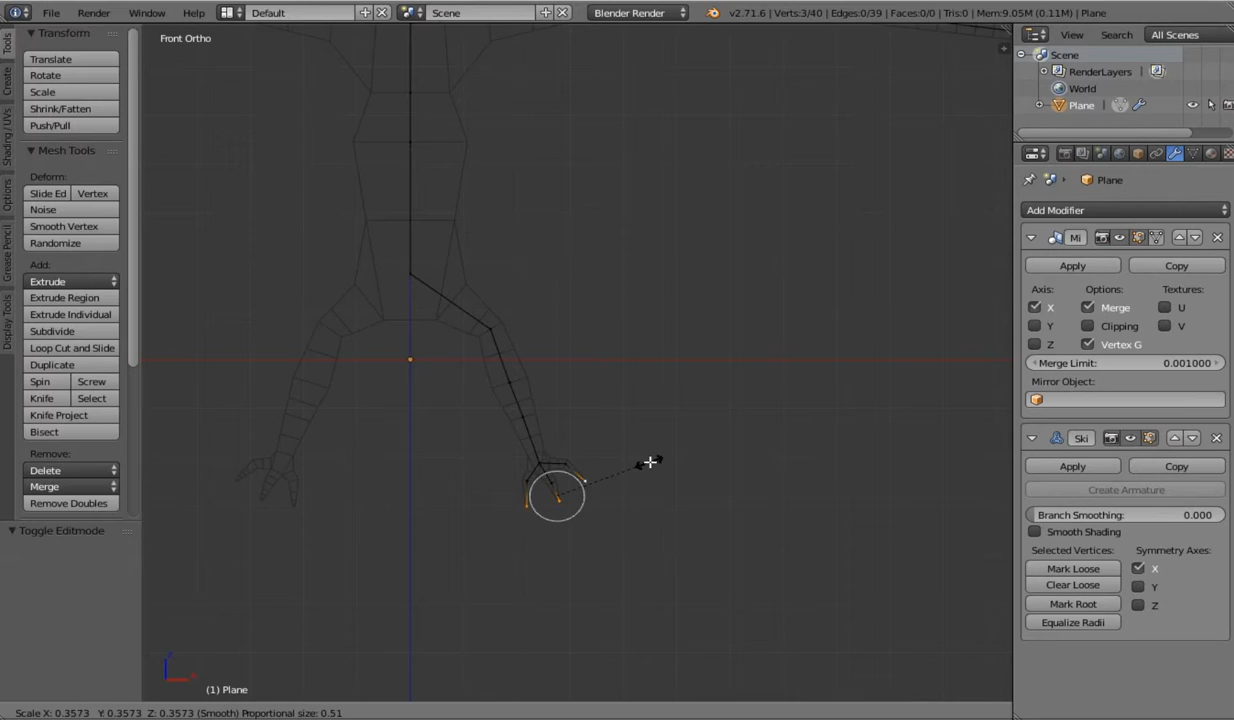 File Render Window Help Default Scene Blender Render v2.71.6 | Verts:3/40 | Edges:0/39 | Faces:0/0 | Tris:0 | Mem:9.05M (0.11M) | Plane
Tools
Create
Shading / UVs
Options
Grease Pencil
Display Tools
Transform
Translate
Rotate
Scale
Shrink/Fatten
Push/Pull
Mesh Tools
Deform:
Slide Ed Vertex
Noise
Smooth Vertex
Randomize
Add:
Extrude
Extrude Region
Extrude Individual
Subdivide
Loop Cut and Slide
Duplicate
Spin Screw
Knife Select
Knife Project
Bisect
Remove:
Delete
Merge
Remove Doubles
Toggle Editmode
Front Ortho
z
x
(1) Plane
Scale X: 0.3573 Y: 0.3573 Z: 0.3573 (Smooth) Proportional size: 0.51
View Search All Scenes
Scene
RenderLayers
World
Plane
Plane
Add Modifier
Mi
Apply Copy
Axis: Options: Textures:
X Merge U
Y Clipping V
Z Vertex G
Merge Limit: 0.001000
Mirror Object:
Ski
Apply Copy
Create Armature
Branch Smoothing: 0.000
Smooth Shading
Selected Vertices: Symmetry Axes:
Mark Loose X
Clear Loose Y
Mark Root Z
Equalize Radii